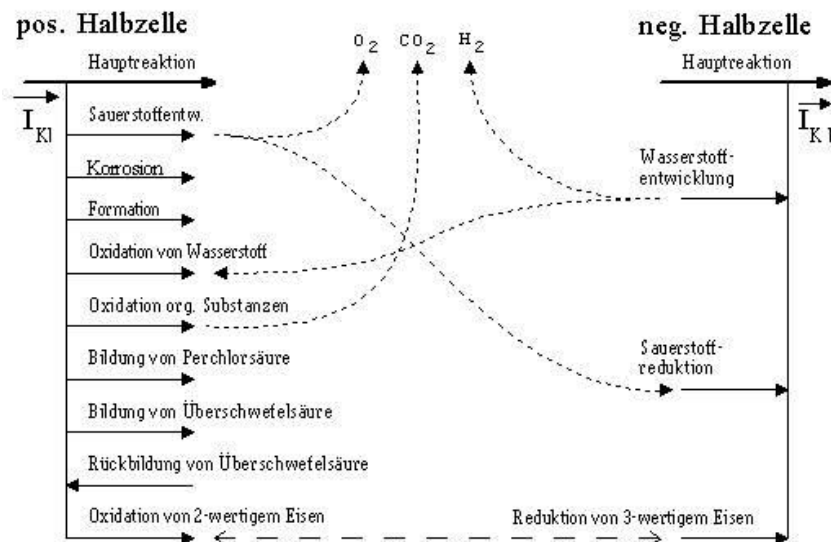 pos. Halbzelle
O2 CO2 H2
neg. Halbzelle
Hauptreaktion
Hauptreaktion
IKl
IKl
Sauerstoffentw.
Wasserstoff-
entwicklung
Korrosion
Formation
Oxidation von Wasserstoff
Oxidation org. Substanzen
Sauerstoff-
reduktion
Bildung von Perchlorsäure
Bildung von Überschwefelsäure
Rückbildung von Überschwefelsäure
Oxidation von 2-wertigem Eisen
Reduktion von 3-wertigem Eisen